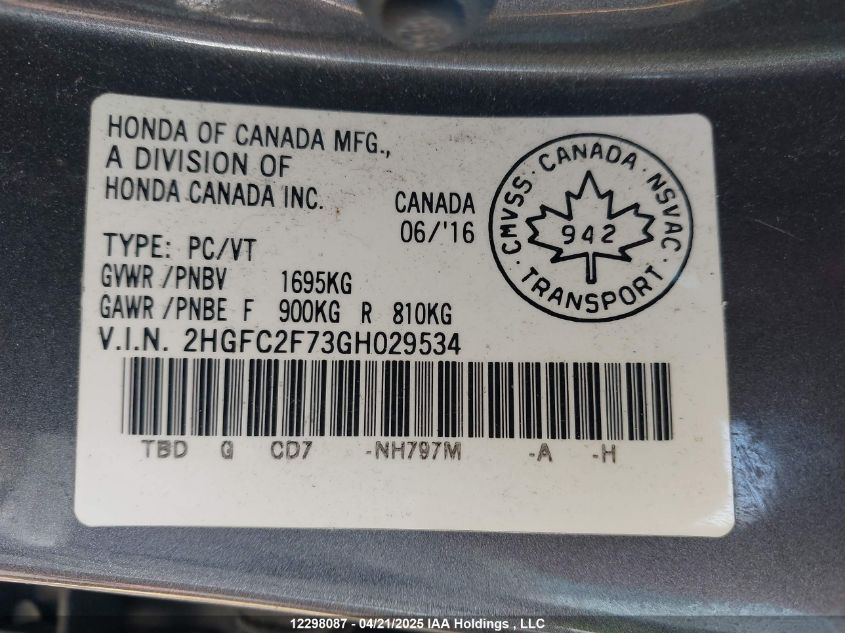 HONDA OF CANADA MFG.,
A DIVISION OF
HONDA CANADA INC.
CANADA
06/'16
CMVSS · CANADA · NSVAC ·
942
TRANSPORT
TYPE: PC/VT
GVWR /PNBV 1695KG
GAWR /PNBE F 900KG R 810KG
V.I.N. 2HGFC2F73GH029534
TBD G CD7 -NH797M -A -H
12298087 - 04/21/2025 IAA Holdings , LLC